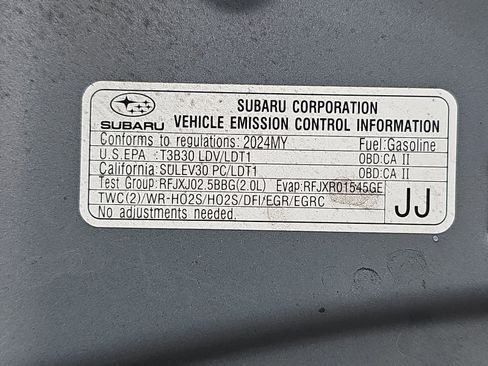 SUBARU CORPORATION
SUBARU VEHICLE EMISSION CONTROL INFORMATION
Conforms to regulations: 2024MY Fuel:Gasoline
U.S.EPA :T3B30 LDV/LDT1 OBD:CA II
California:SULEV30 PC/LDT1 OBD:CA II
Test Group:RFJXJ02.5BBG(2.0L) Evap:RFJXR01545GE
TWC(2)/WR-HO2S/HO2S/DFI/EGR/EGRC
No adjustments needed.
JJ